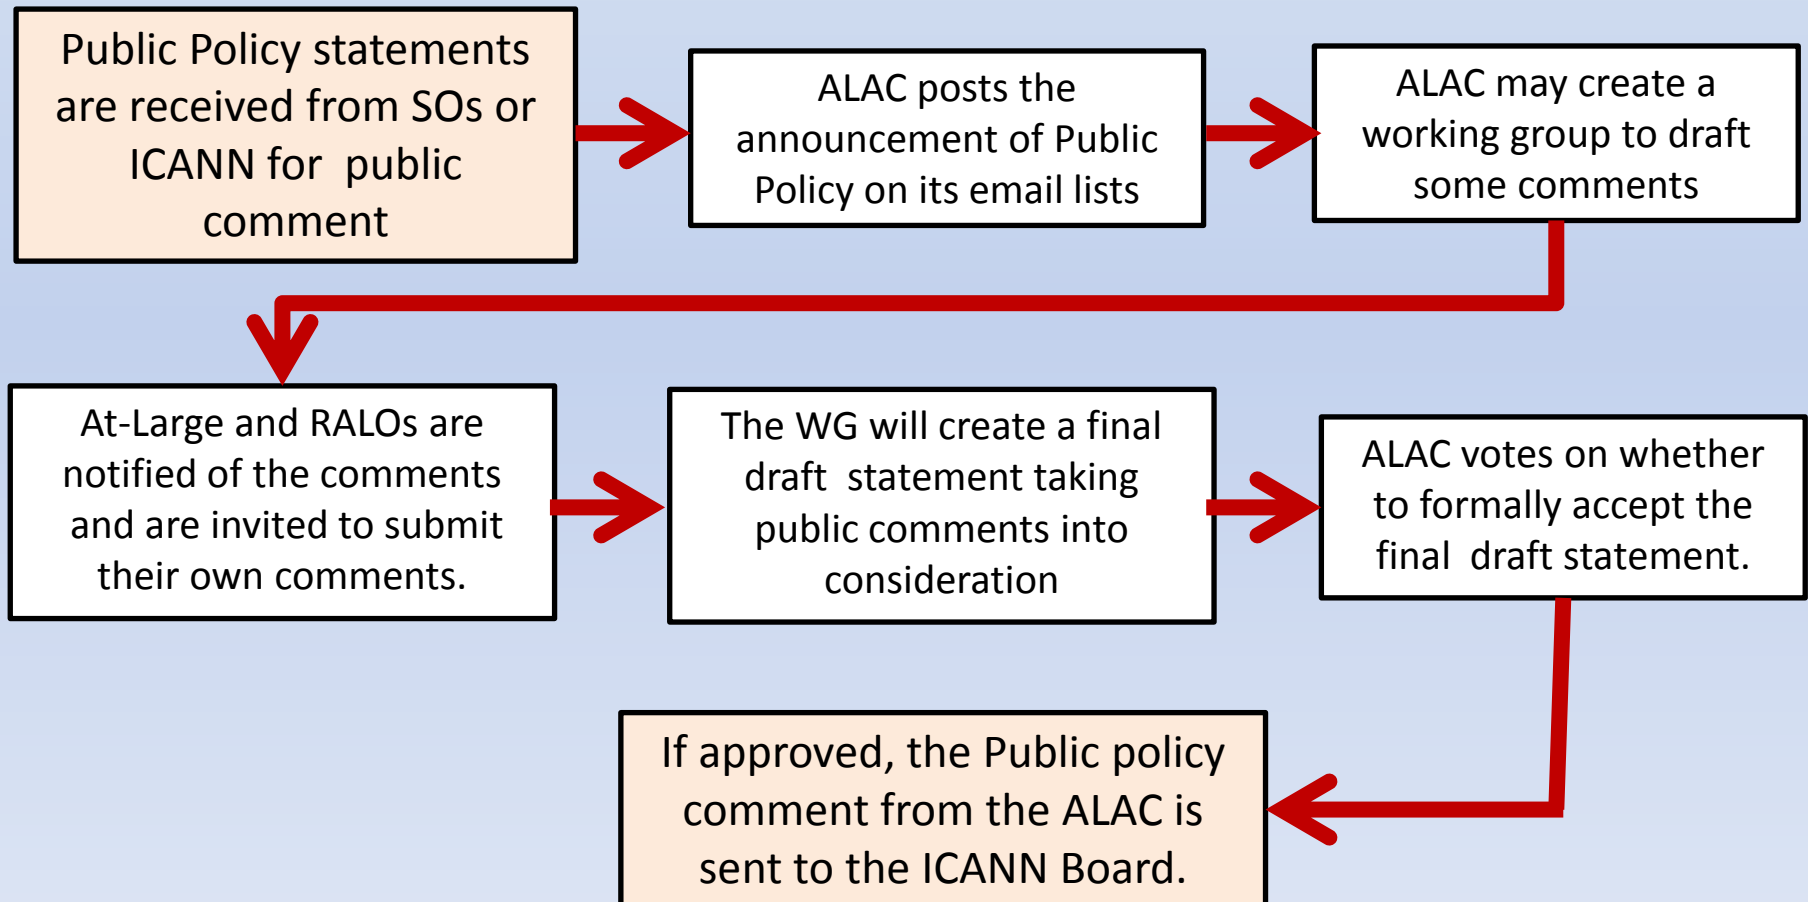 Public Policy statements
are received from SOs or
ICANN for public
comment
ALAC posts the
announcement of Public
Policy on its email lists
ALAC may create a
working group to draft
some comments
At-Large and RALOs are
notified of the comments
and are invited to submit
their own comments.
The WG will create a final
draft statement taking
public comments into
consideration
ALAC votes on whether
to formally accept the
final draft statement.
If approved, the Public policy
comment from the ALAC is
sent to the ICANN Board.